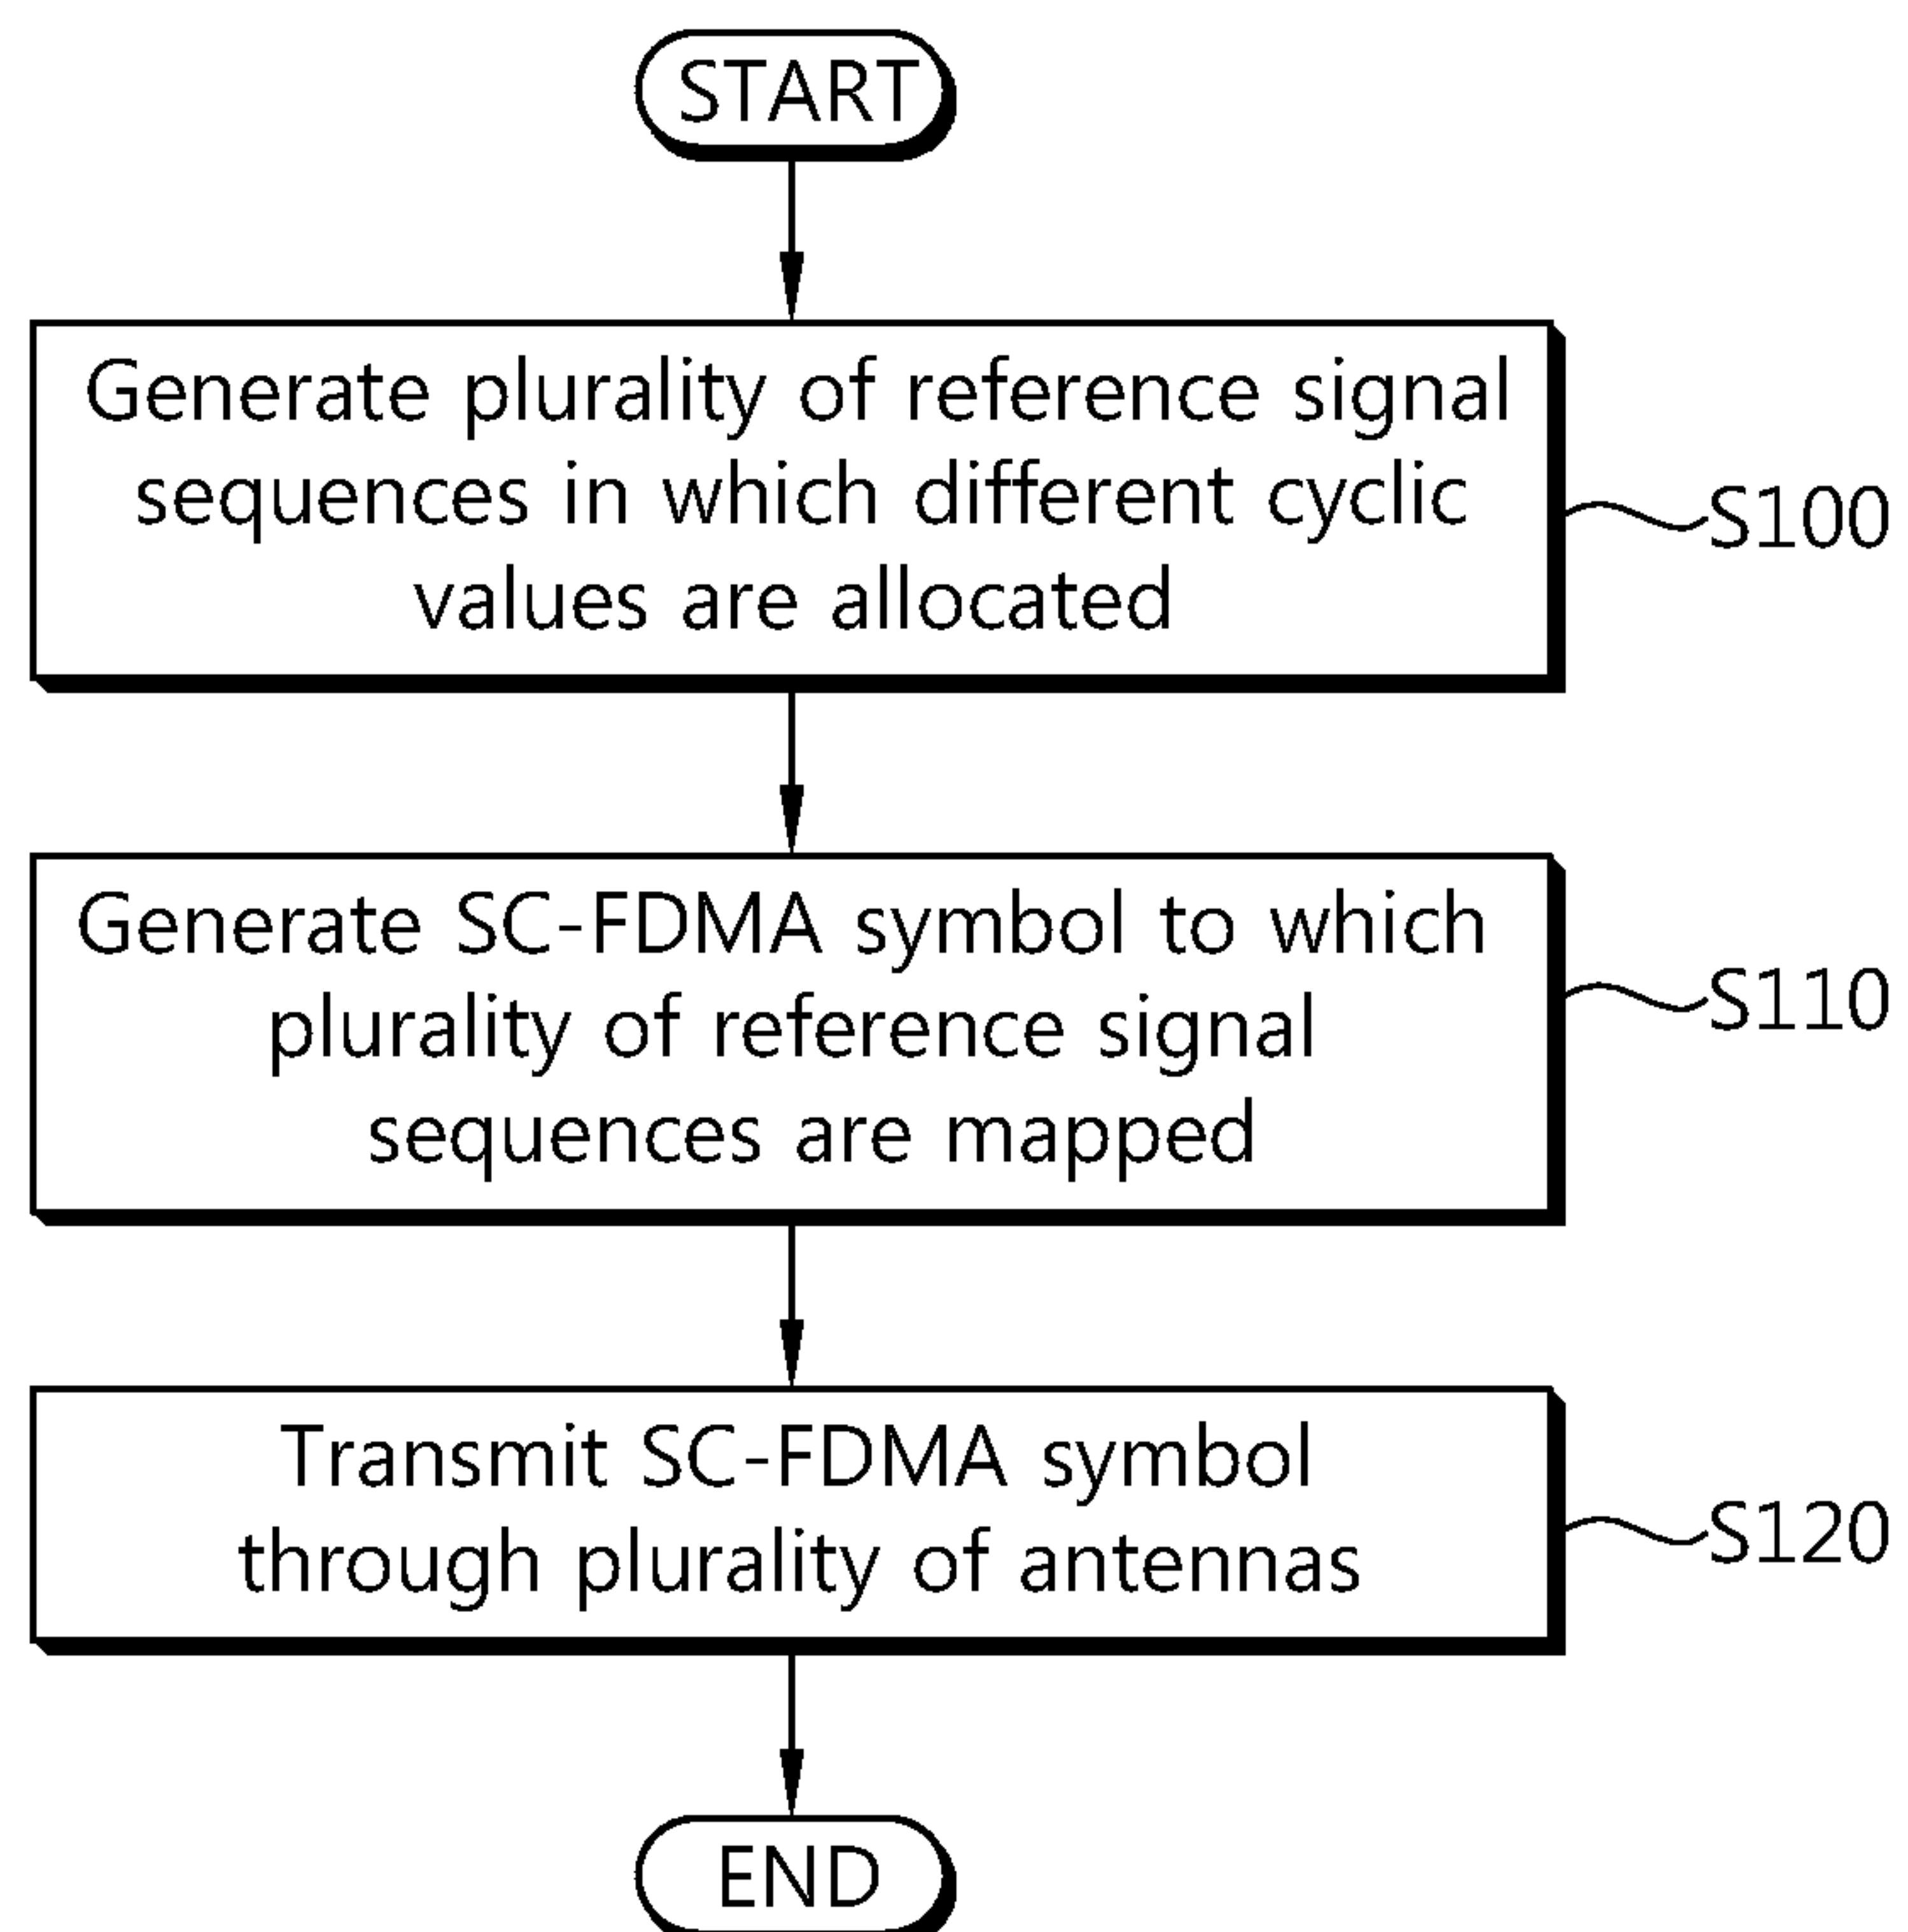 START
Generate plurality of reference signal
sequences in which different cyclic
values are allocated
S100
Generate SC-FDMA symbol to which
plurality of reference signal
sequences are mapped
S110
Transmit SC-FDMA symbol
through plurality of antennas
S120
END